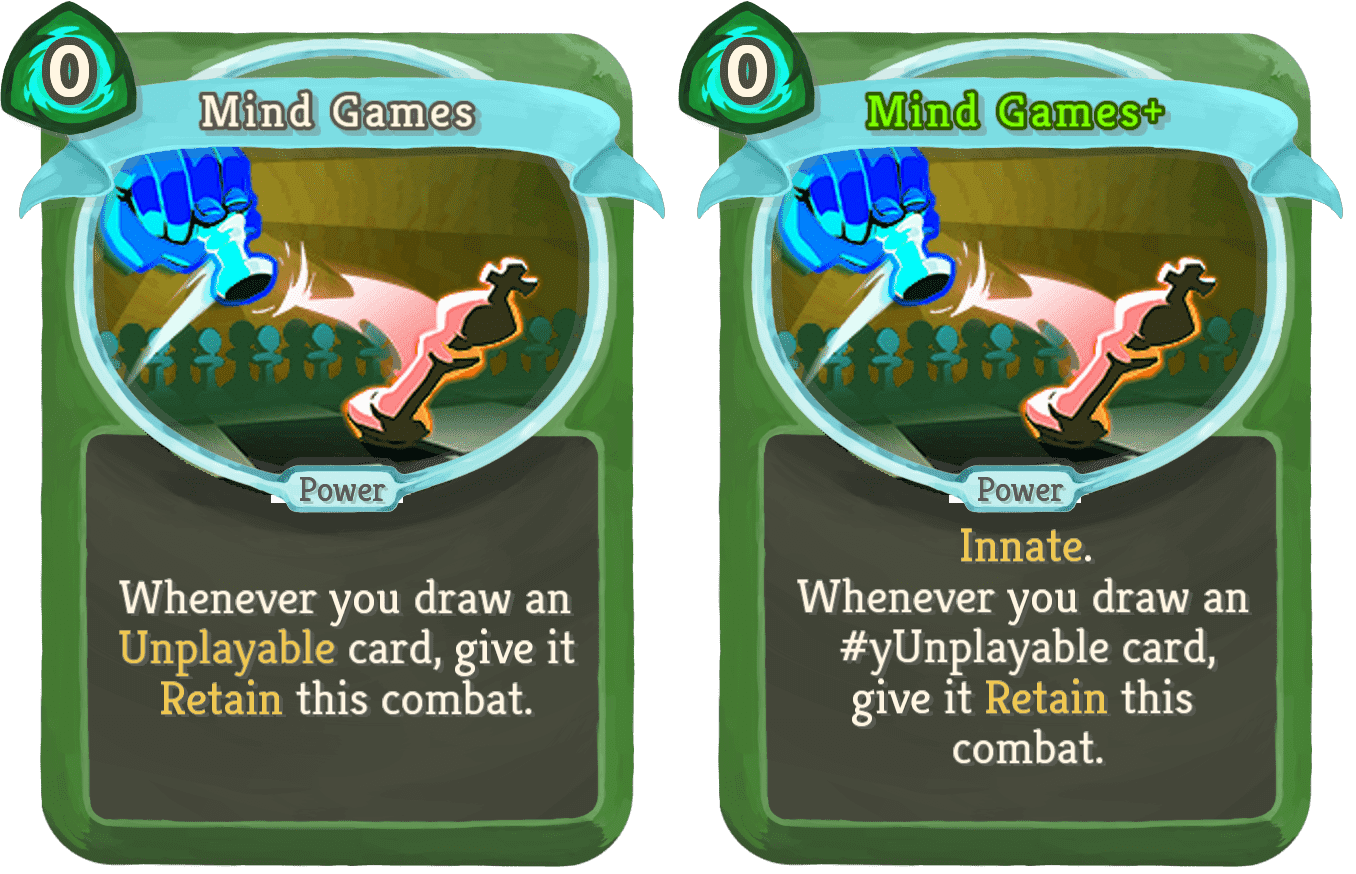 0
Mind Games
Power
Whenever you draw an
Unplayable card, give it
Retain this combat.
0
Mind Games+
Power
Innate.
Whenever you draw an
#yUnplayable card,
give it Retain this
combat.